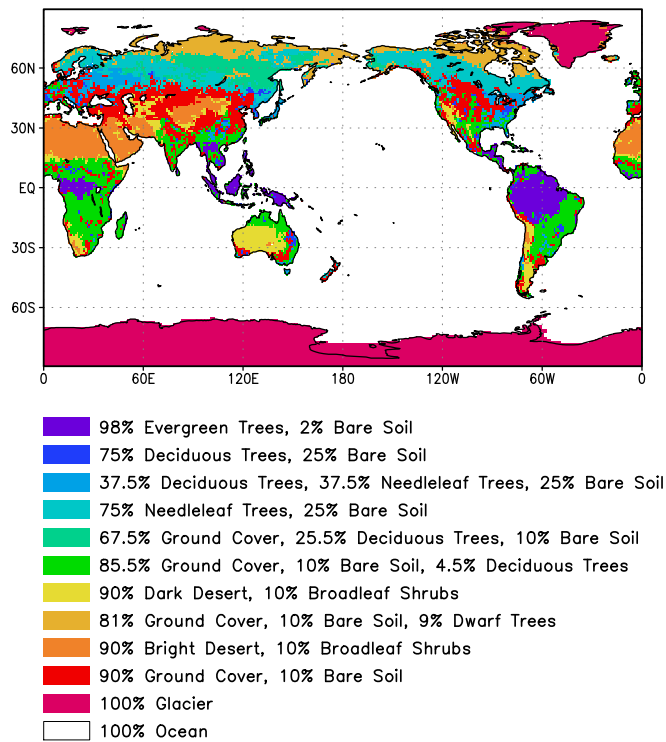 60N
30N
EQ
30S
60S
0 60E 120E 180 120W 60W 0
98% Evergreen Trees, 2% Bare Soil
75% Deciduous Trees, 25% Bare Soil
37.5% Deciduous Trees, 37.5% Needleleaf Trees, 25% Bare Soil
75% Needleleaf Trees, 25% Bare Soil
67.5% Ground Cover, 25.5% Deciduous Trees, 10% Bare Soil
85.5% Ground Cover, 10% Bare Soil, 4.5% Deciduous Trees
90% Dark Desert, 10% Broadleaf Shrubs
81% Ground Cover, 10% Bare Soil, 9% Dwarf Trees
90% Bright Desert, 10% Broadleaf Shrubs
90% Ground Cover, 10% Bare Soil
100% Glacier
100% Ocean